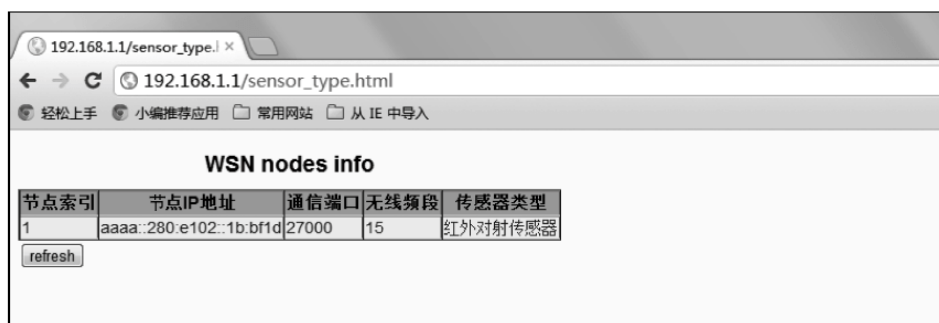 192.168.1.1/sensor_type.l ×
192.168.1.1/sensor_type.html
轻松上手 小编推荐应用 常用网站 从 IE 中导入
WSN nodes info
节点索引 节点IP地址 通信端口 无线频段 传感器类型
1 aaaa::280:e102::1b:bf1d 27000 15 红外对射传感器
refresh